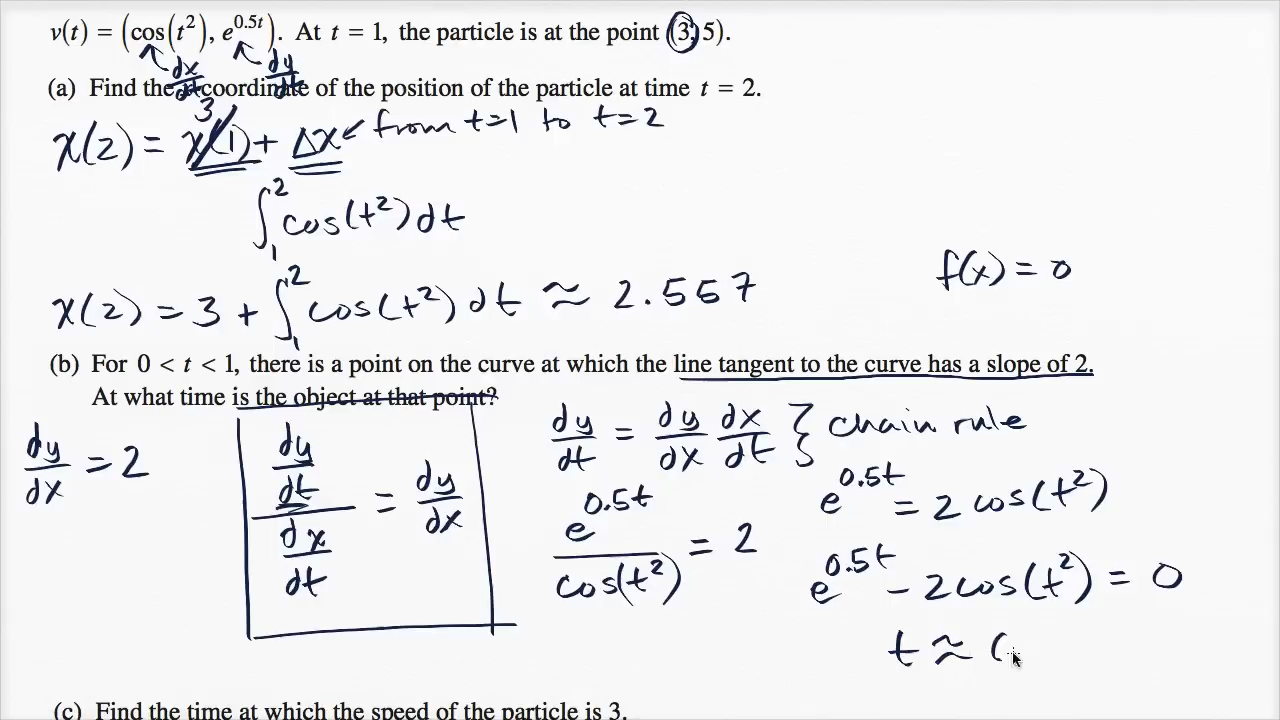 v(t) = (cos(t²), e^0.5t). At t = 1, the particle is at the point (3, 5).
dx/dt dy/dt
(a) Find the coordinate of the position of the particle at time t = 2.
3
x(2) = x(1) + Δx ← from t=1 to t=2
∫₁² cos(t²) dt
f(x) = 0
x(2) = 3 + ∫₁² cos(t²) dt ≈ 2.557
(b) For 0 < t < 1, there is a point on the curve at which the line tangent to the curve has a slope of 2.
At what time is the object at that point?
dy/dx = 2
dy/dt / dx/dt = dy/dx
dy/dt = dy/dx dx/dt } chain rule
e^0.5t / cos(t²) = 2
e^0.5t = 2 cos(t²)
e^0.5t - 2cos(t²) = 0
t ≈ (
(c) Find the time at which the speed of the particle is 3.